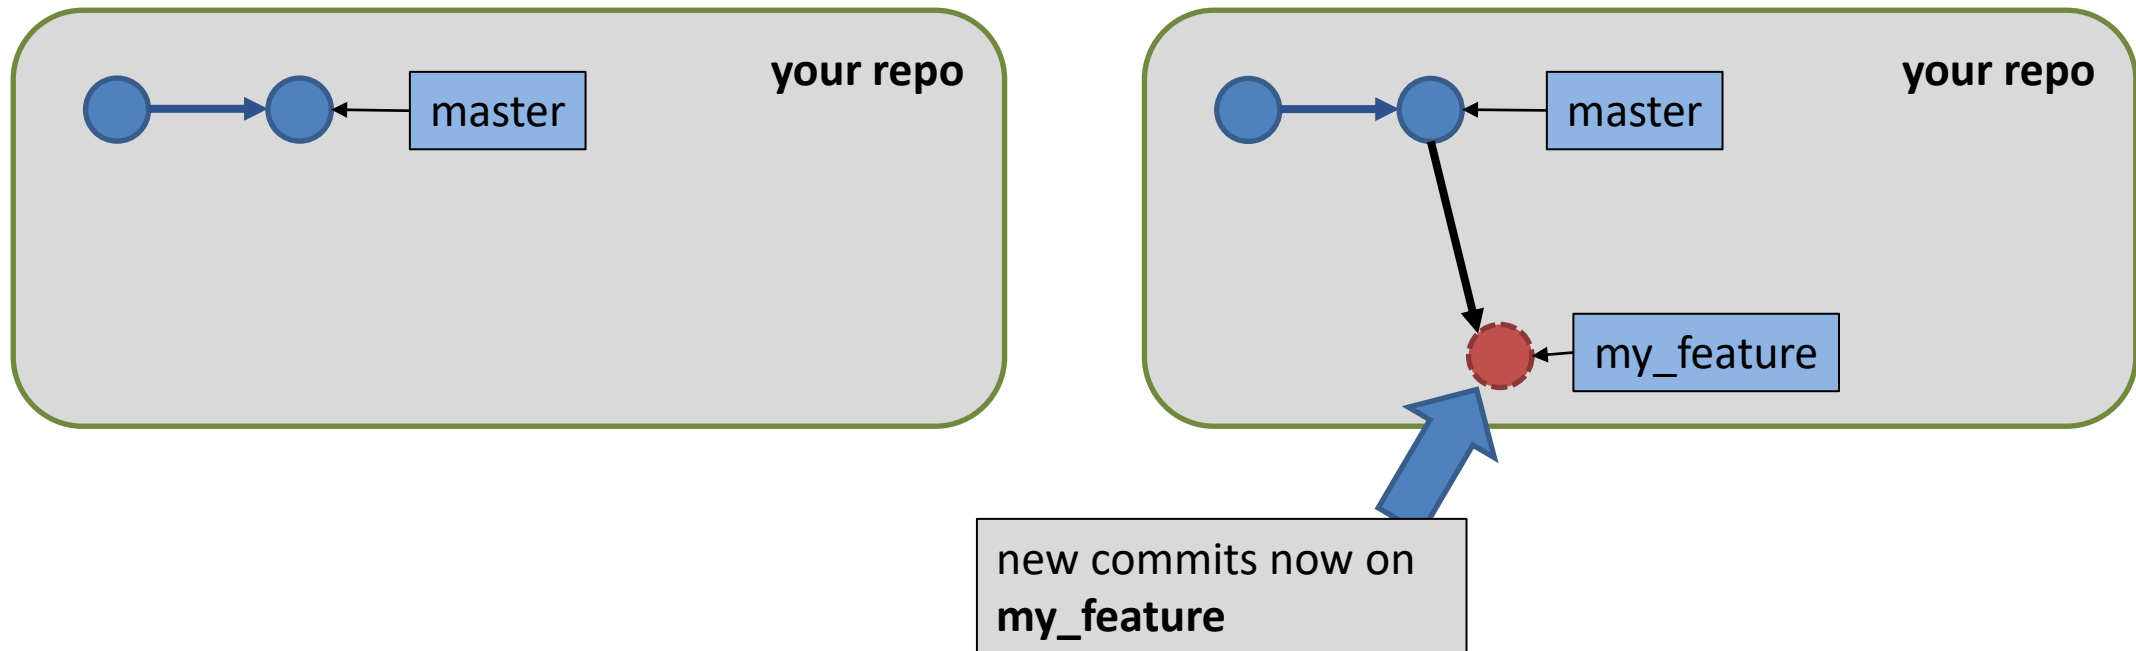 your repo
master
your repo
master
my_feature
new commits now on
my_feature